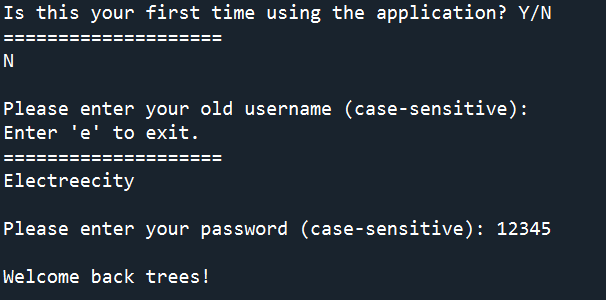 Is this your first time using the application? Y/N
====================
N
Please enter your old username (case-sensitive):
Enter 'e' to exit.
====================
Electreecity
Please enter your password (case-sensitive): 12345
Welcome back trees!